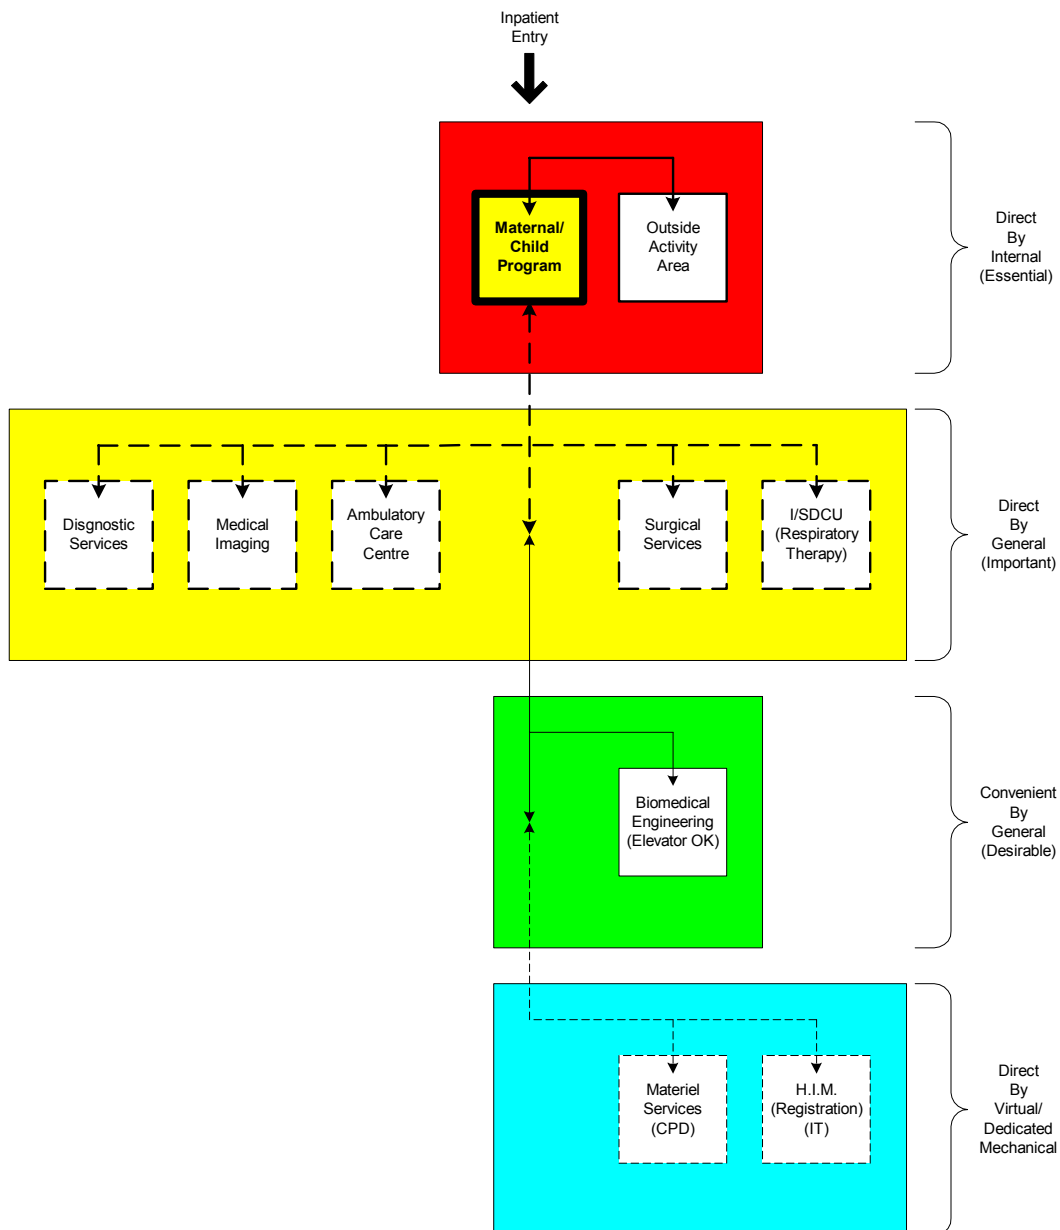 Inpatient
Entry
Maternal/
Child
Program
Outside
Activity
Area
Direct
By
Internal
(Essential)
Disgnostic
Services
Medical
Imaging
Ambulatory
Care
Centre
Surgical
Services
I/SDCU
(Respiratory
Therapy)
Direct
By
General
(Important)
Biomedical
Engineering
(Elevator OK)
Convenient
By
General
(Desirable)
Materiel
Services
(CPD)
H.I.M.
(Registration)
(IT)
Direct
By
Virtual/
Dedicated
Mechanical